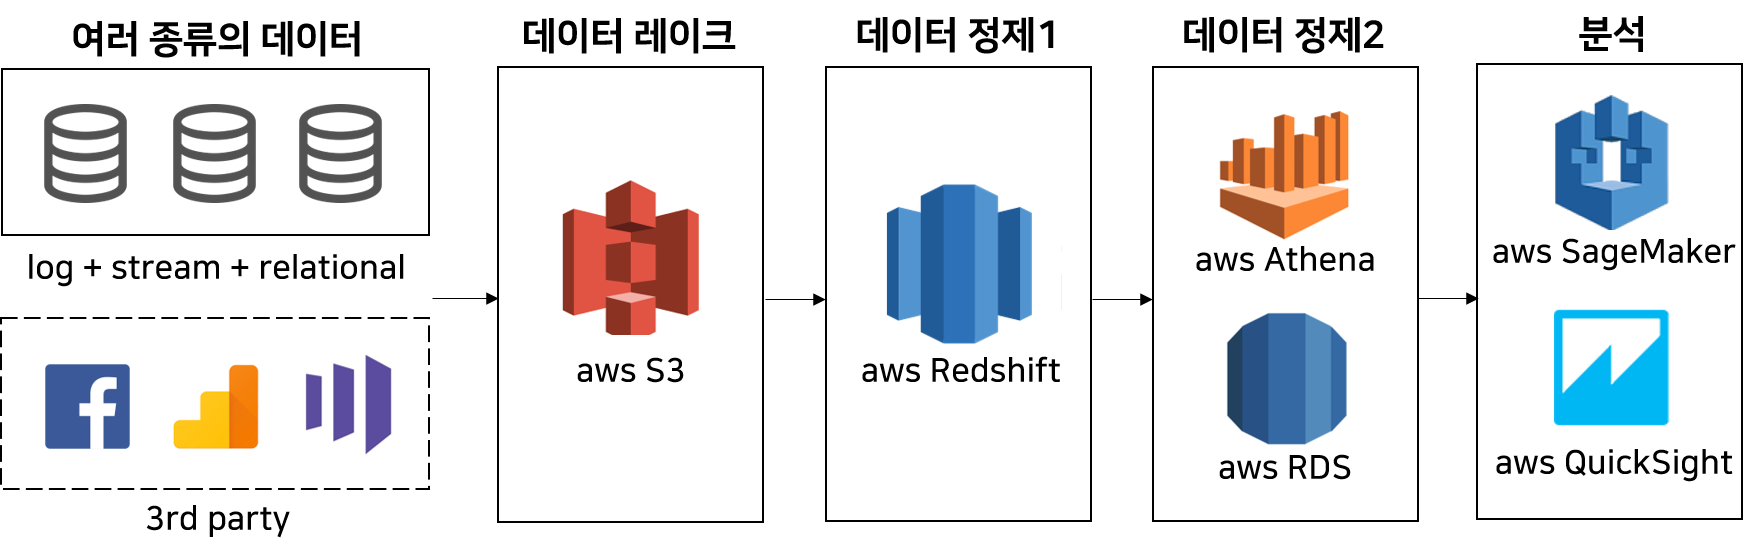 여러 종류의 데이터
log + stream + relational
3rd party
데이터 레이크
aws S3
데이터 정제1
aws Redshift
데이터 정제2
aws Athena
aws RDS
분석
aws SageMaker
aws QuickSight